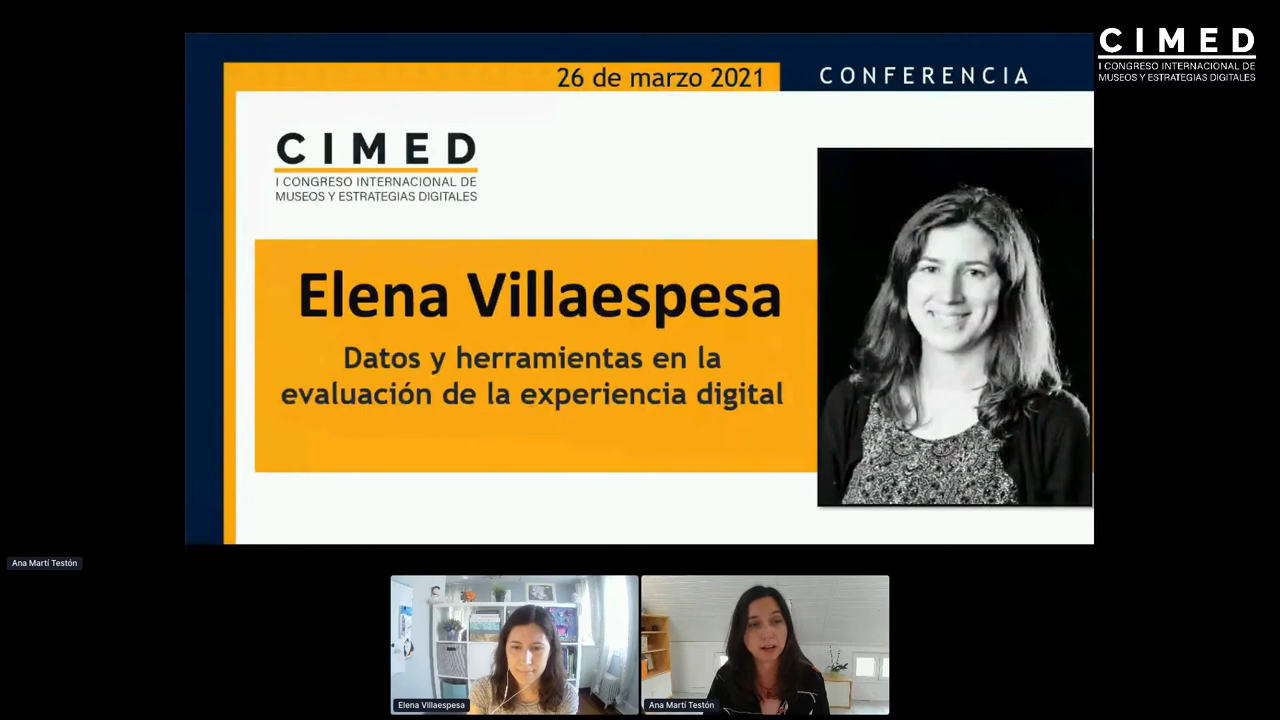 CIMED
I CONGRESO INTERNACIONAL DE
MUSEOS Y ESTRATEGIAS DIGITALES
26 de marzo 2021
CONFERENCIA
CIMED
I CONGRESO INTERNACIONAL DE
MUSEOS Y ESTRATEGIAS DIGITALES
Elena Villaespesa
Datos y herramientas en la
evaluación de la experiencia digital
Ana Martí Testón
Elena Villaespesa
Ana Martí Testón